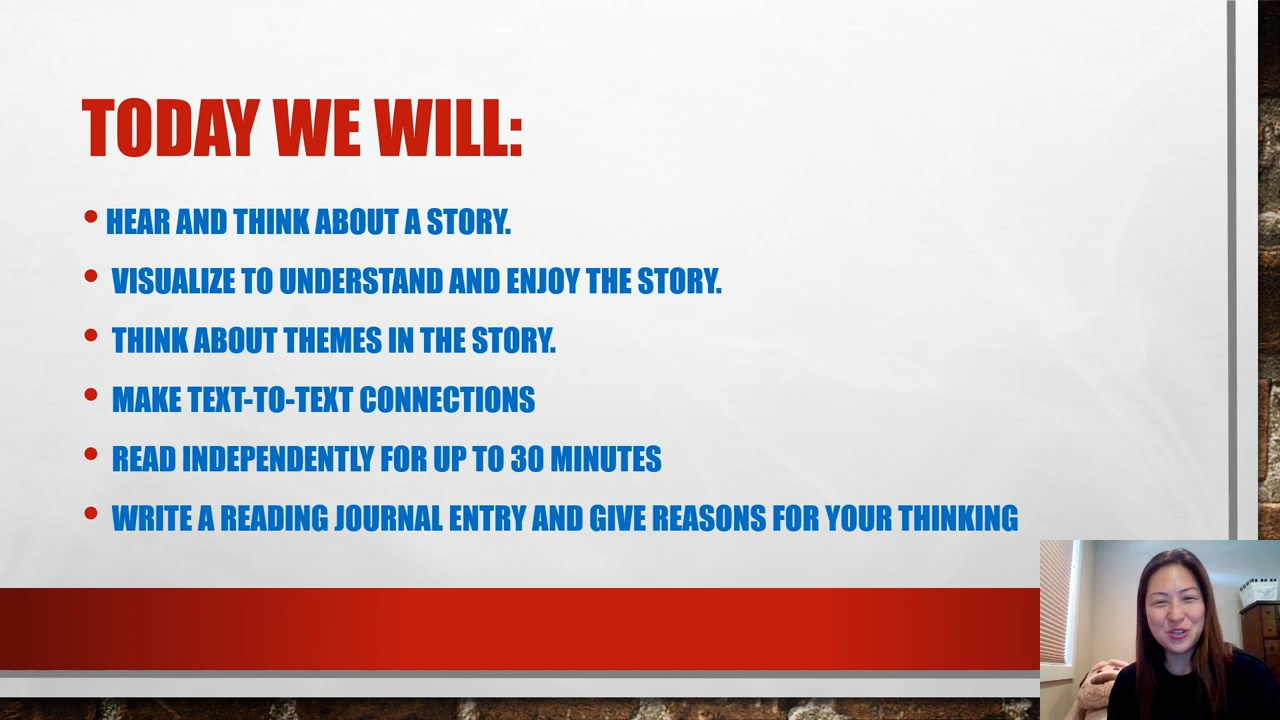 TODAY WE WILL:
• HEAR AND THINK ABOUT A STORY.
• VISUALIZE TO UNDERSTAND AND ENJOY THE STORY.
• THINK ABOUT THEMES IN THE STORY.
• MAKE TEXT-TO-TEXT CONNECTIONS
• READ INDEPENDENTLY FOR UP TO 30 MINUTES
• WRITE A READING JOURNAL ENTRY AND GIVE REASONS FOR YOUR THINKING